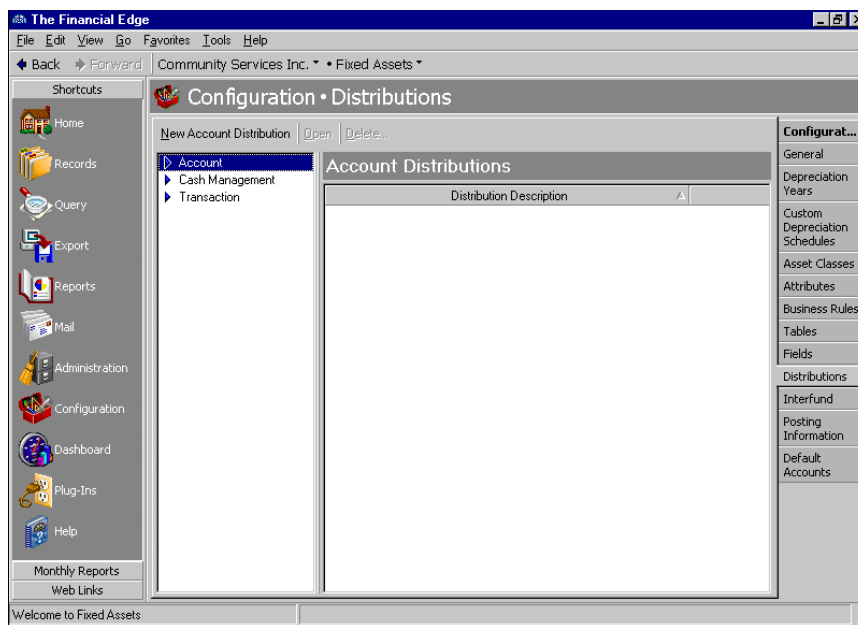 The Financial Edge
File Edit View Go Favorites Tools Help
Back Forward Community Services Inc. • Fixed Assets
Shortcuts
Home
Records
Query
Export
Reports
Mail
Administration
Configuration
Dashboard
Plug-Ins
Help
Monthly Reports
Web Links
Configuration • Distributions
New Account Distribution Open Delete...
Account
Cash Management
Transaction
Account Distributions
Distribution Description
Configurat...
General
Depreciation
Years
Custom
Depreciation
Schedules
Asset Classes
Attributes
Business Rules
Tables
Fields
Distributions
Interfund
Posting
Information
Default
Accounts
Welcome to Fixed Assets